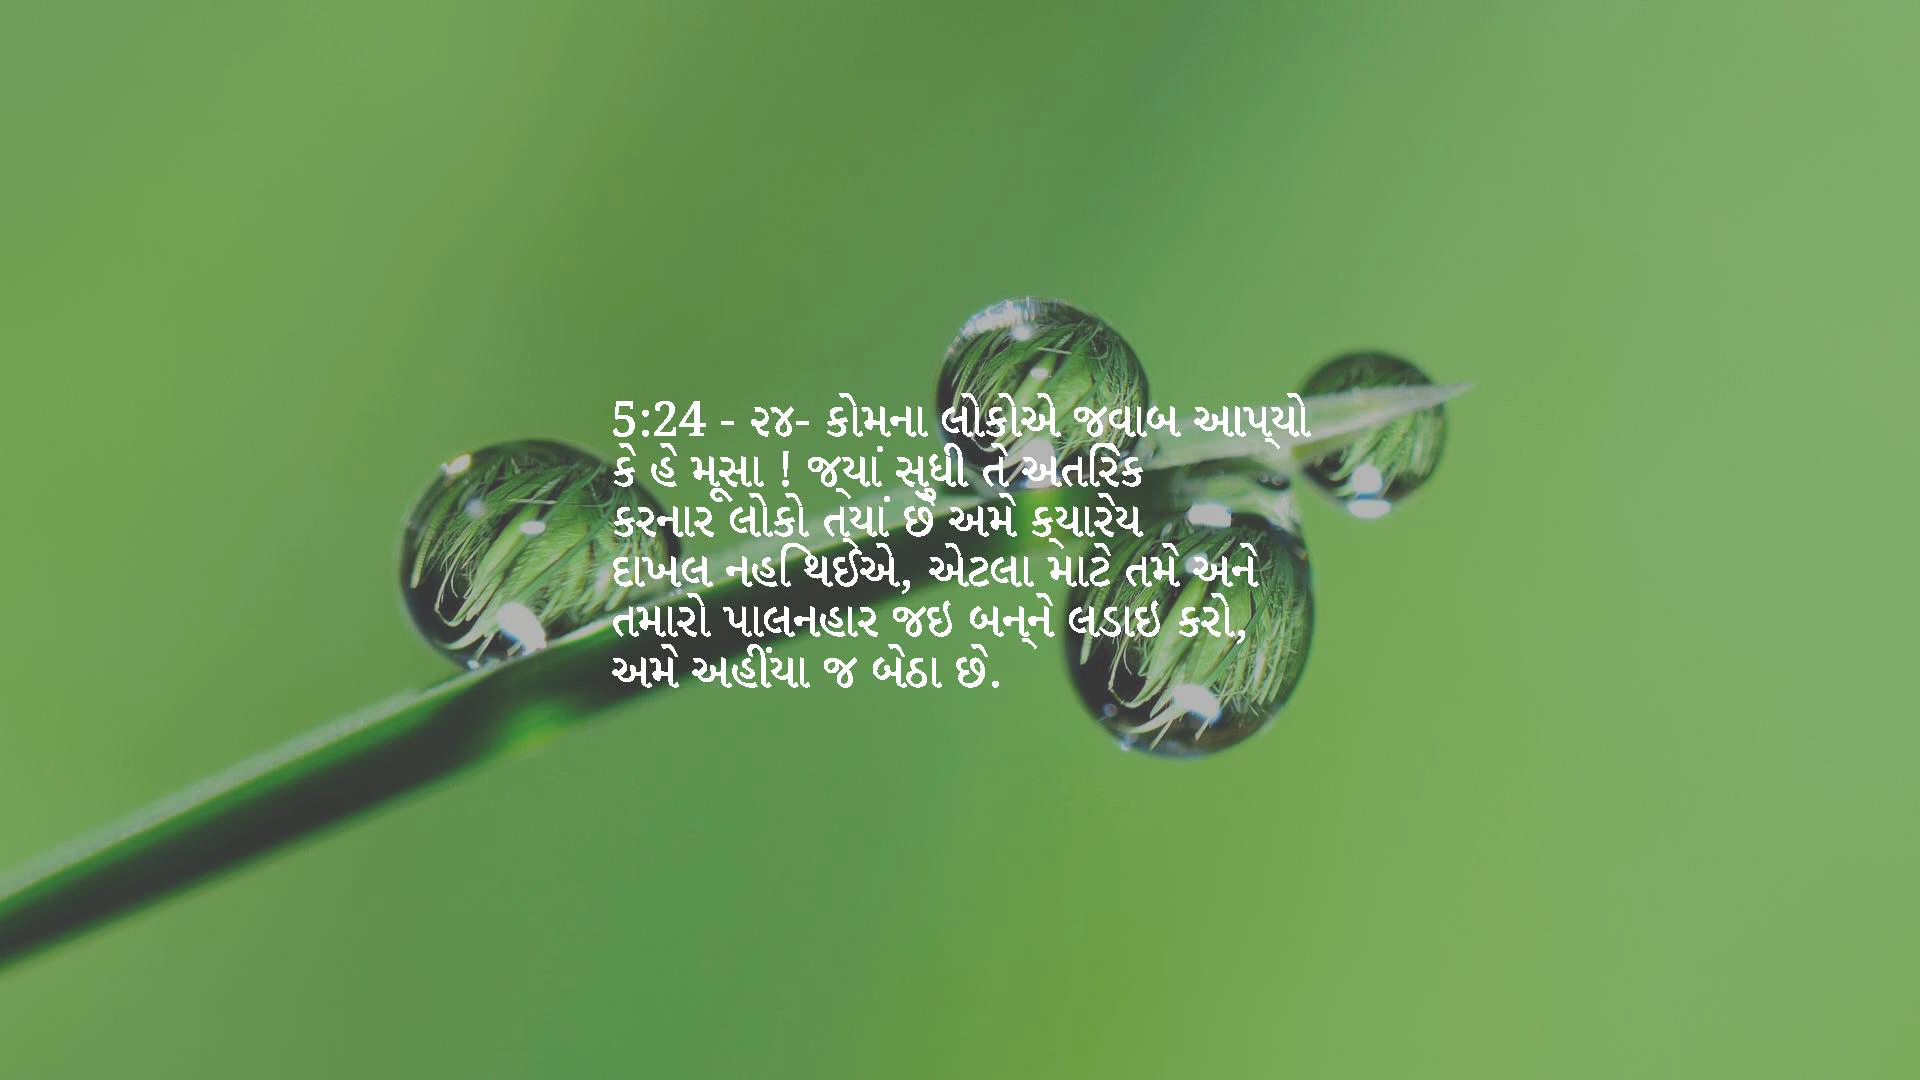 5:24 - ૨૪- કોમના લોકોએ જવાબ આપ્યો
કે હે મૂસા ! જ્યાં સુધી તે અતિરેક
કરનાર લોકો ત્યાં છે અમે ક્યારેય
દાખલ નહિ થઈએ, એટલા માટે તમે અને
તમારો પાલનહાર જઇ બન્ને લડાઇ કરો,
અમે અહીંયા જ બેઠા છે.